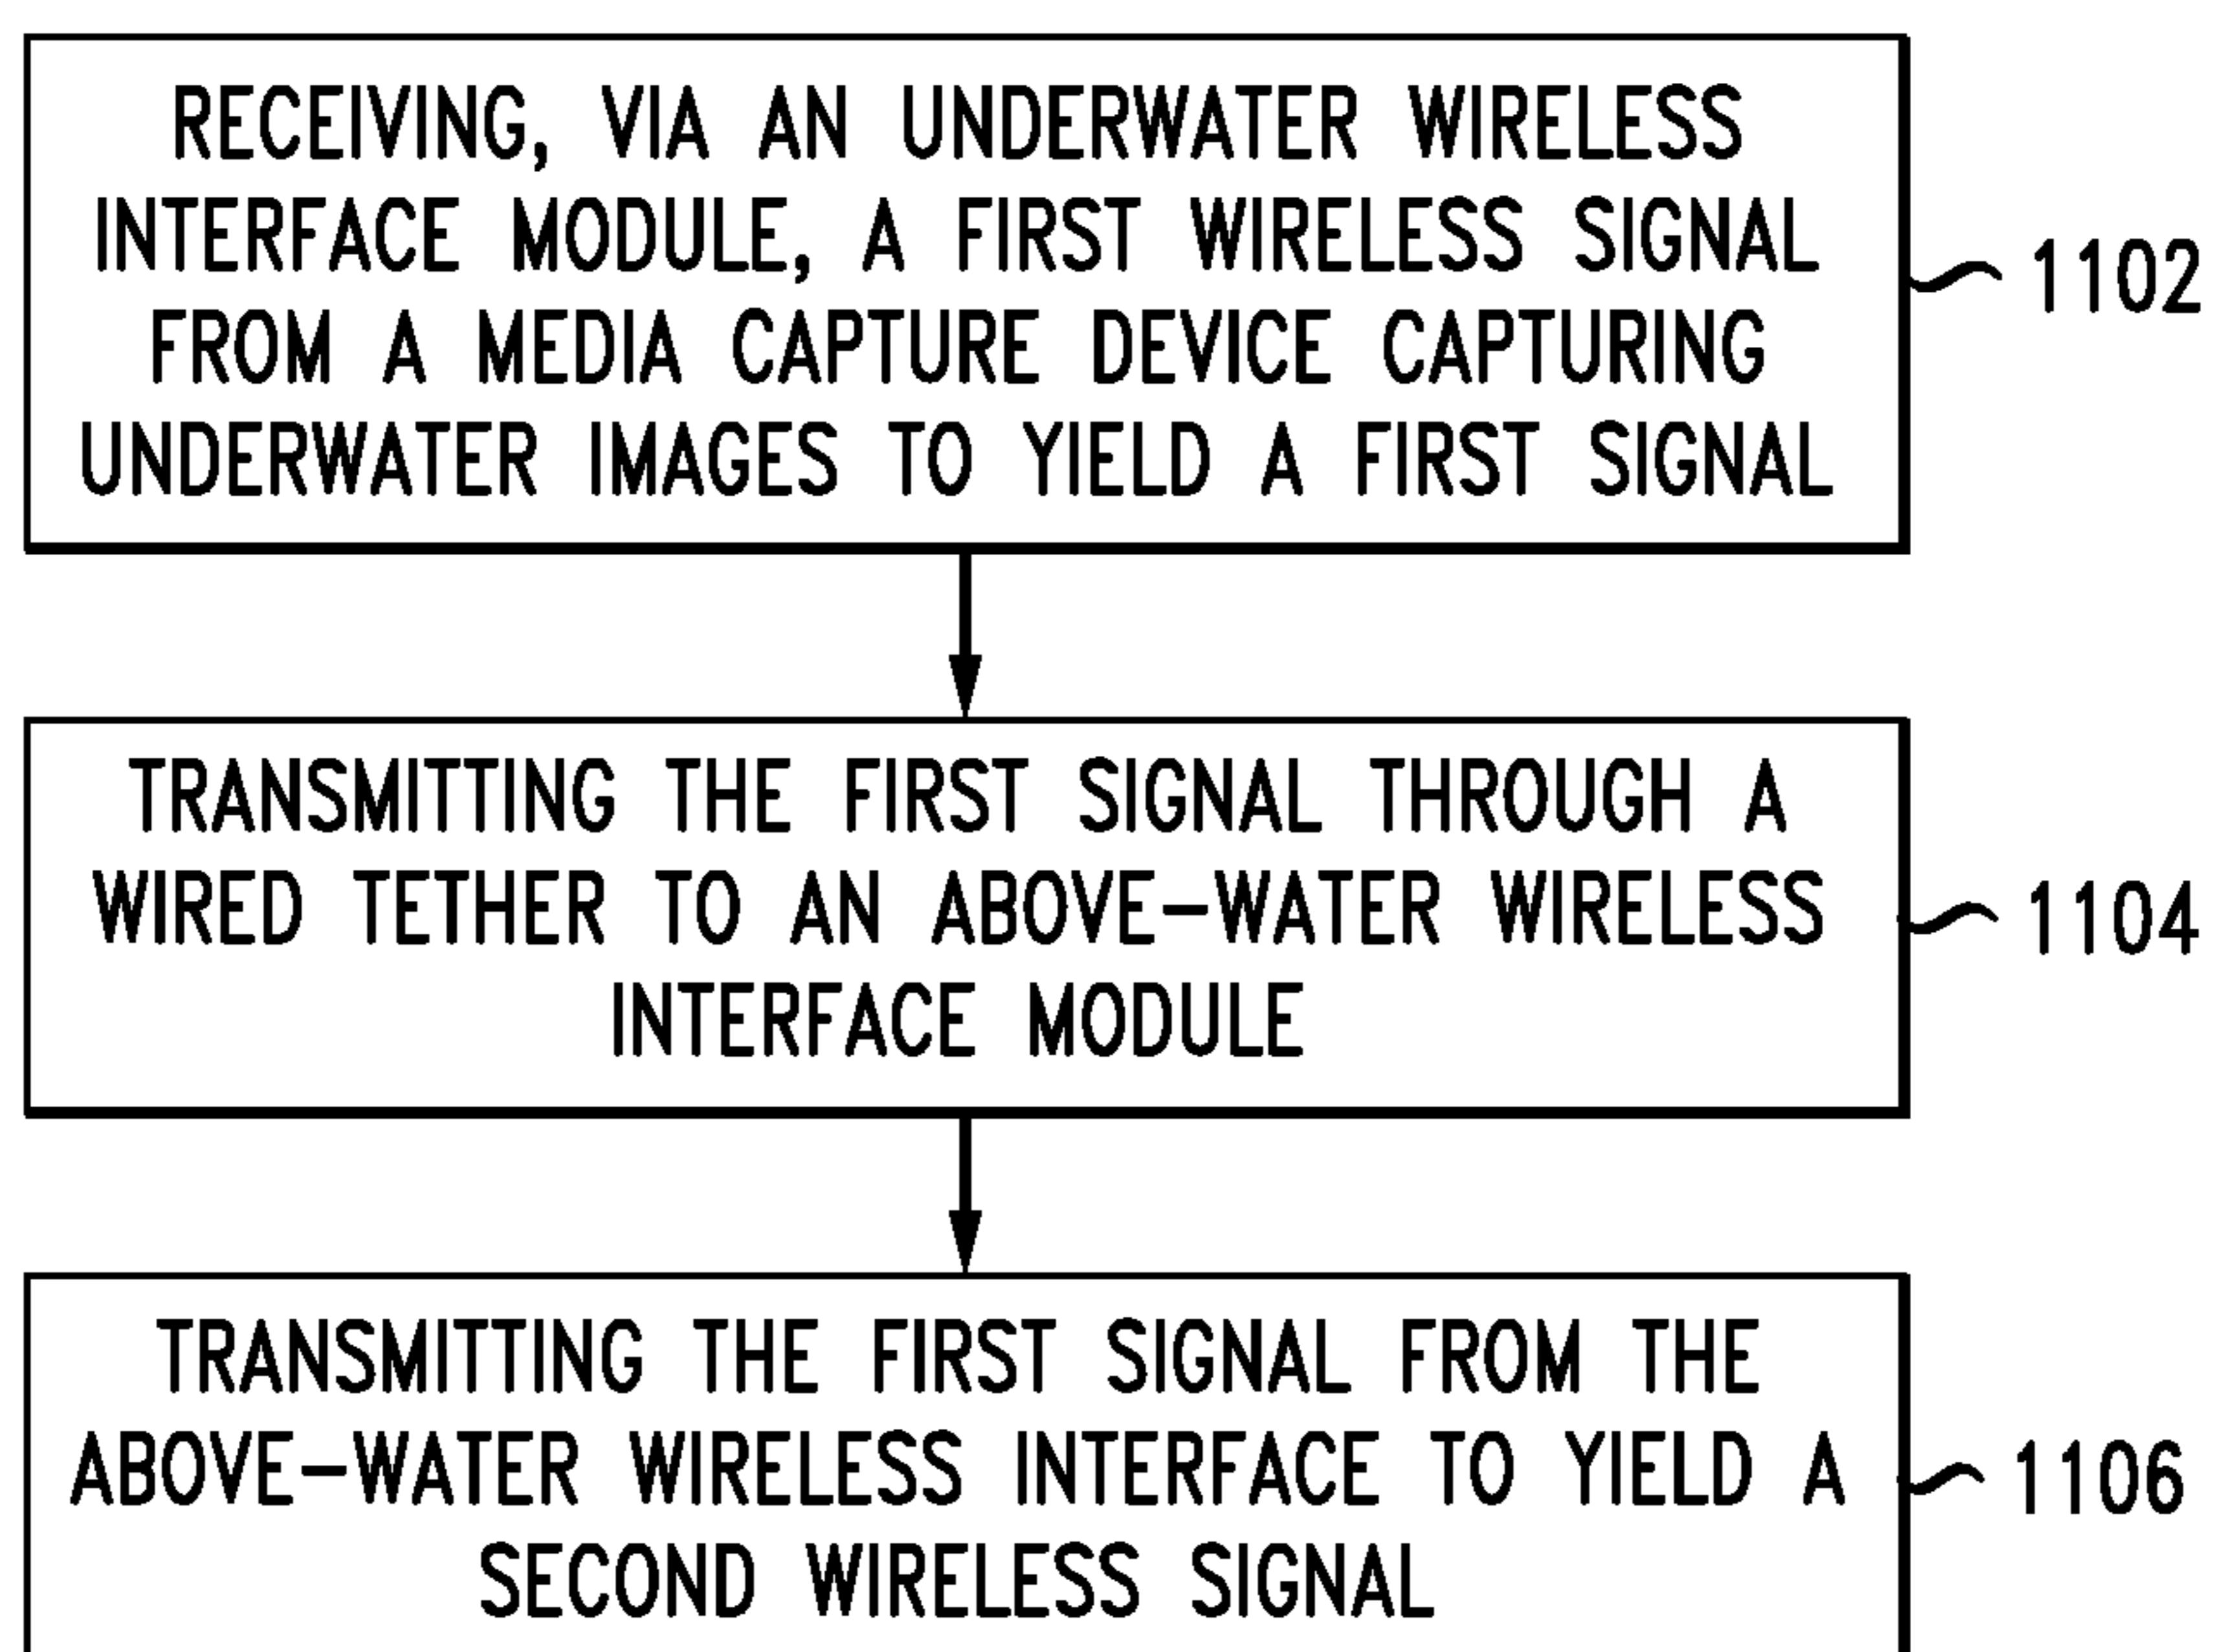 RECEIVING, VIA AN UNDERWATER WIRELESS
INTERFACE MODULE, A FIRST WIRELESS SIGNAL
FROM A MEDIA CAPTURE DEVICE CAPTURING
UNDERWATER IMAGES TO YIELD A FIRST SIGNAL
1102
TRANSMITTING THE FIRST SIGNAL THROUGH A
WIRED TETHER TO AN ABOVE-WATER WIRELESS
INTERFACE MODULE
1104
TRANSMITTING THE FIRST SIGNAL FROM THE
ABOVE-WATER WIRELESS INTERFACE TO YIELD A
SECOND WIRELESS SIGNAL
1106